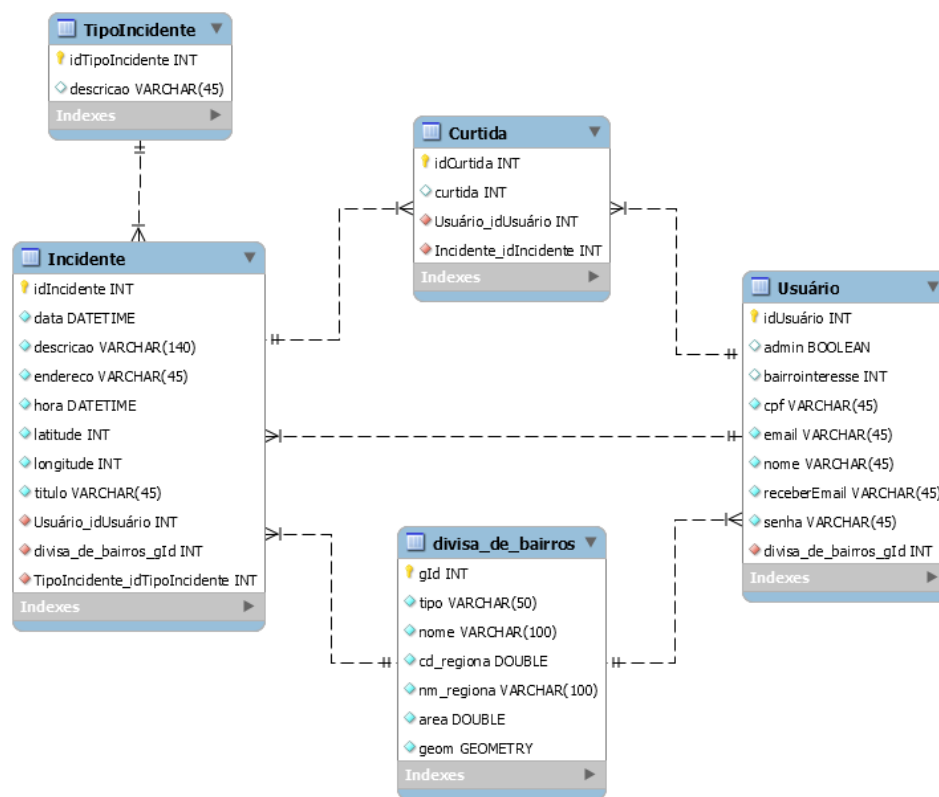 TipoIncidente
idTipoIncidente INT
descricao VARCHAR(45)
Indexes
Curtida
idCurtida INT
curtida INT
Usuário_idUsuário INT
Incidente_idIncidente INT
Indexes
Incidente
idIncidente INT
data DATETIME
descricao VARCHAR(140)
endereco VARCHAR(45)
hora DATETIME
latitude INT
longitude INT
titulo VARCHAR(45)
Usuário_idUsuário INT
divisa_de_bairros_gId INT
TipoIncidente_idTipoIncidente INT
Indexes
Usuário
idUsuário INT
admin BOOLEAN
bairrointeresse INT
cpf VARCHAR(45)
email VARCHAR(45)
nome VARCHAR(45)
receberEmail VARCHAR(45)
senha VARCHAR(45)
divisa_de_bairros_gId INT
Indexes
divisa_de_bairros
gId INT
tipo VARCHAR(50)
nome VARCHAR(100)
cd_regiona DOUBLE
nm_regiona VARCHAR(100)
area DOUBLE
geom GEOMETRY
Indexes